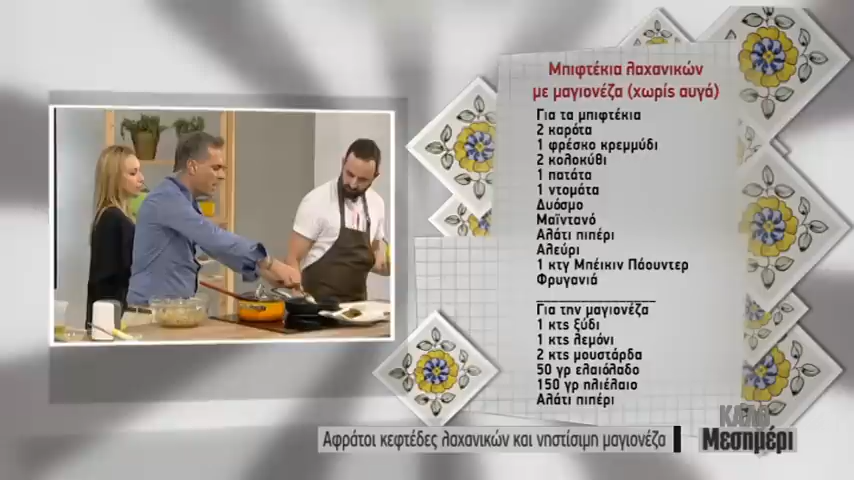 Μπιφτέκια λαχανικών
με μαγιονέζα (χωρίς αυγά)
Για τα μπιφτέκια
2 καρότα
1 φρέσκο κρεμμύδι
2 κολοκύθι
1 πατάτα
1 ντομάτα
Δυόσμο
Μαϊντανό
Αλάτι πιπέρι
Αλεύρι
1 κτγ Μπέικιν Πάουντερ
Φρυγανιά
Για την μαγιονέζα
1 κτς ξύδι
1 κτς λεμόνι
2 κτς μουστάρδα
50 γρ ελαιόλαδο
150 γρ ηλιέλαιο
Αλάτι πιπέρι
Αφράτοι κεφτέδες λαχανικών και νηστίσιμη μαγιονέζα
ΚΑΛΟ
Μεσημέρι